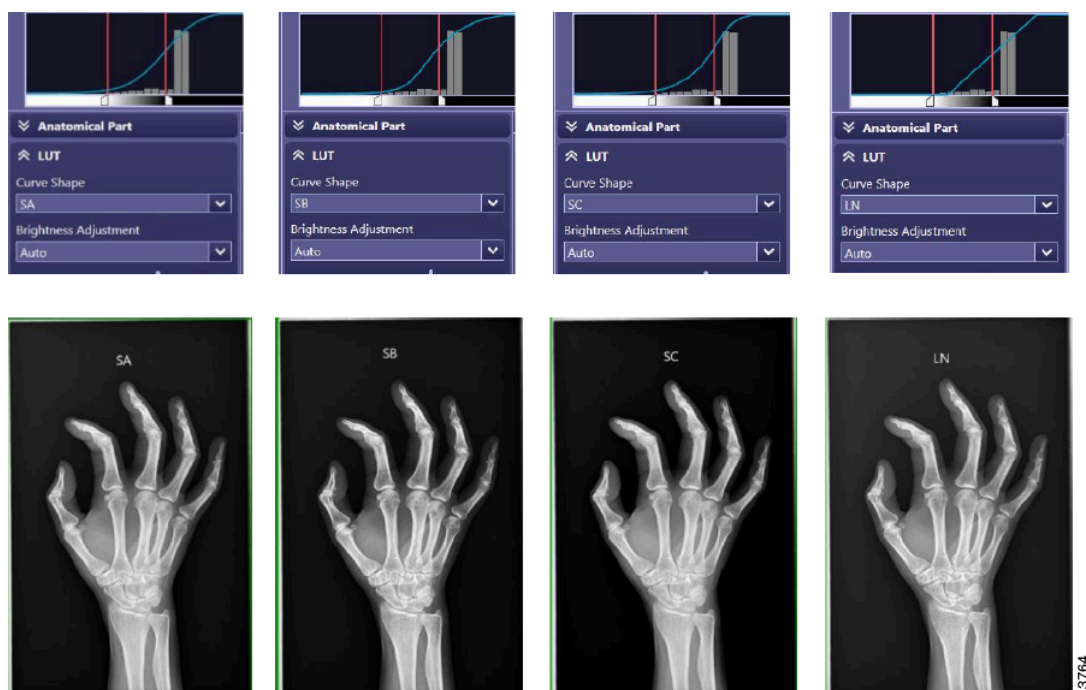 Anatomical Part
LUT
Curve Shape
SA
Brightness Adjustment
Auto
Anatomical Part
LUT
Curve Shape
SB
Brightness Adjustment
Auto
Anatomical Part
LUT
Curve Shape
SC
Brightness Adjustment
Auto
Anatomical Part
LUT
Curve Shape
LN
Brightness Adjustment
Auto
SA
SB
SC
LN
3764